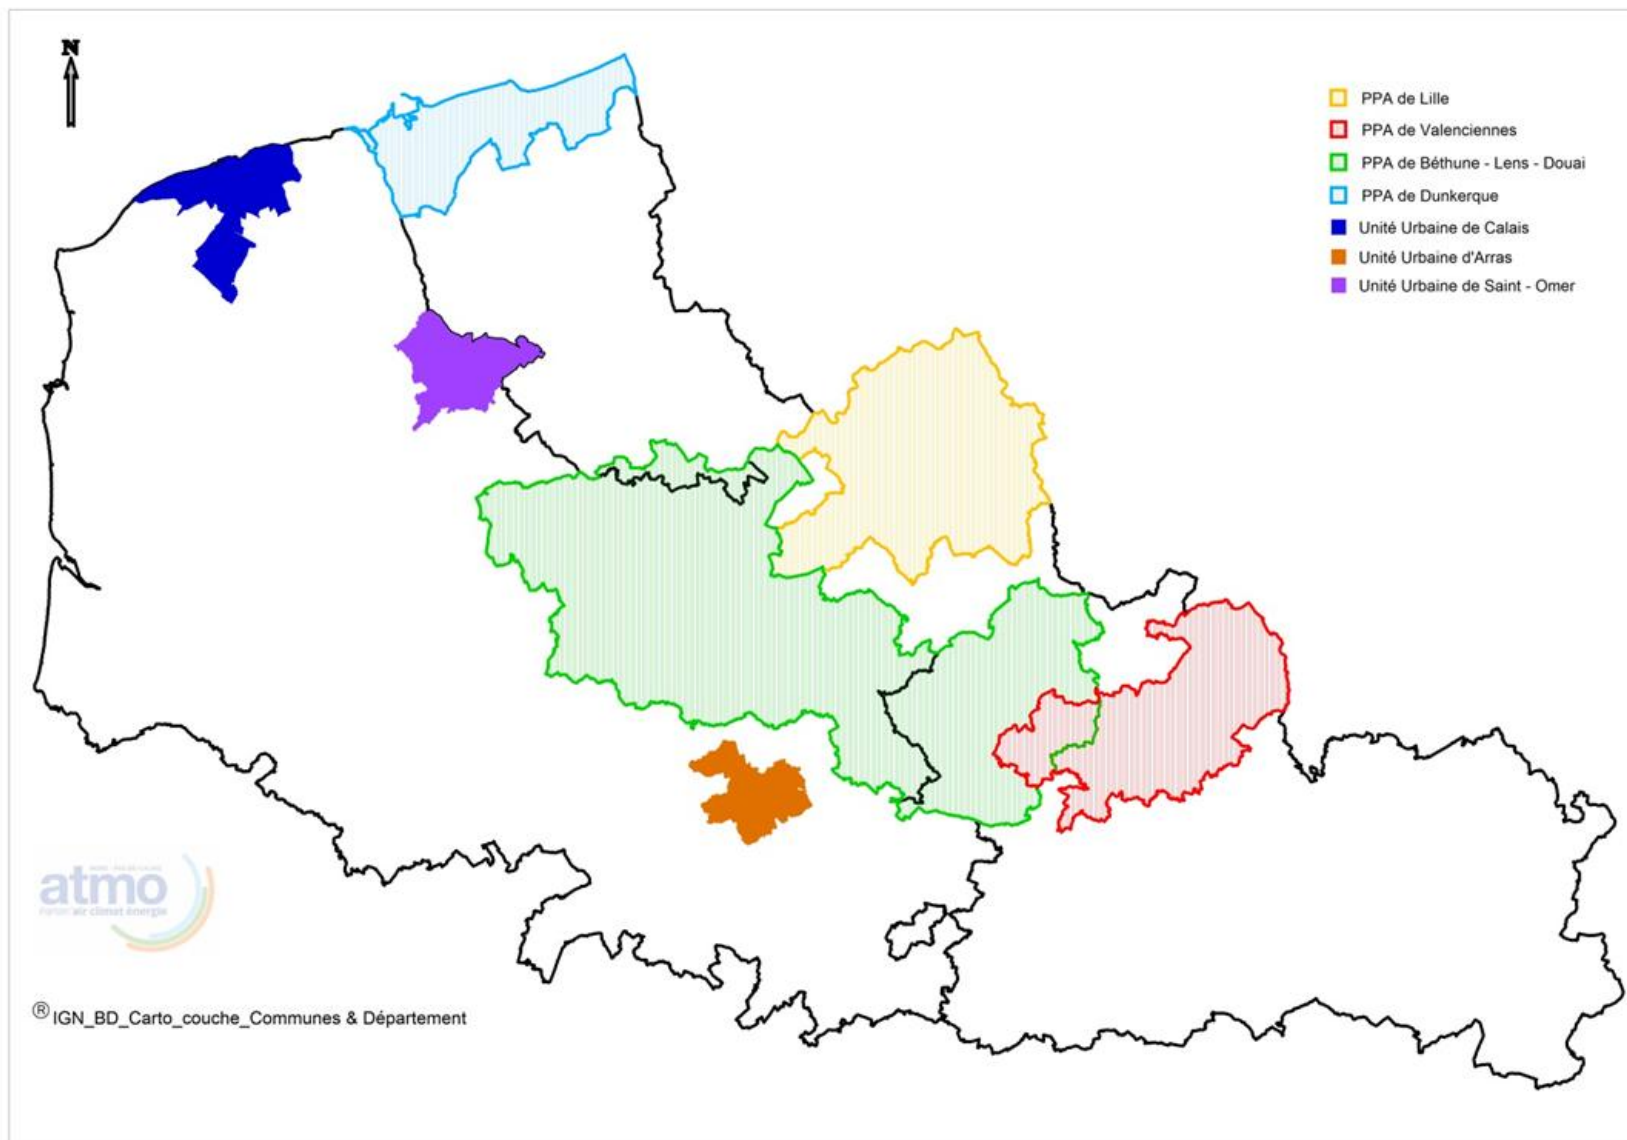 N
PPA de Lille
PPA de Valenciennes
PPA de Béthune - Lens - Douai
PPA de Dunkerque
Unité Urbaine de Calais
Unité Urbaine d'Arras
Unité Urbaine de Saint - Omer
atmo
® IGN_BD_Carto_couche_Communes & Département